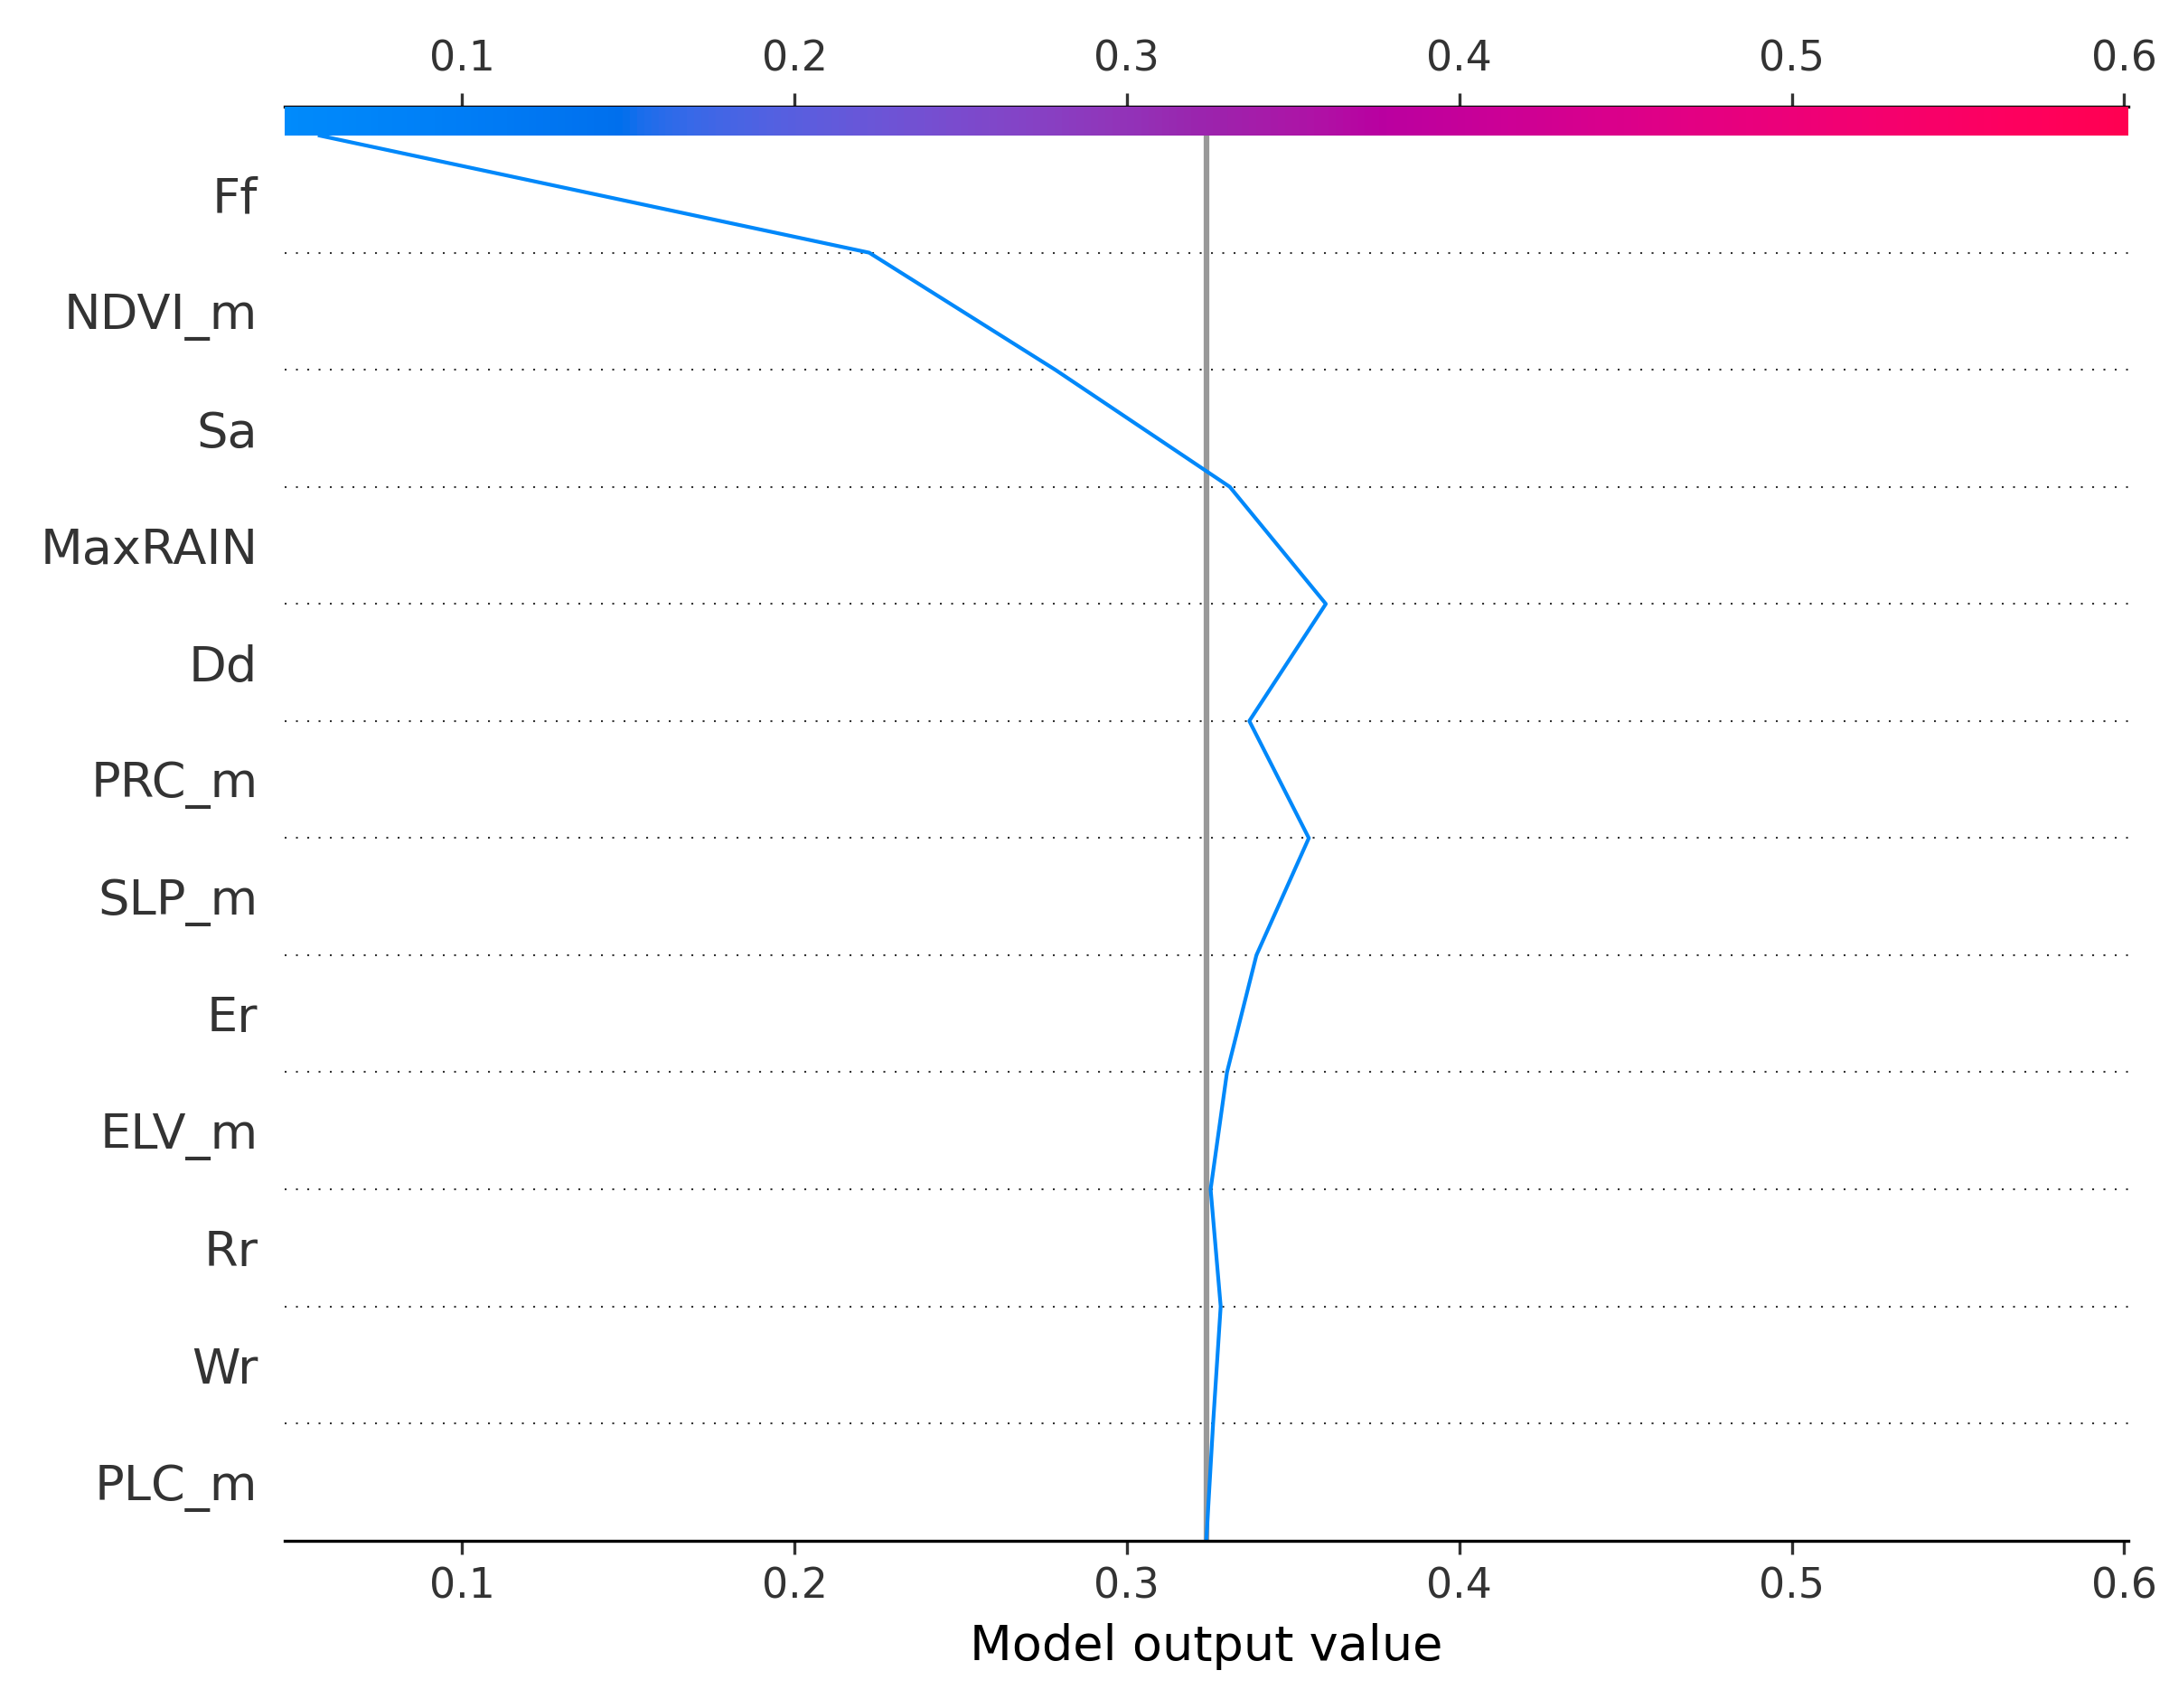 0.1 0.2 0.3 0.4 0.5 0.6
Ff
NDVI_m
Sa
MaxRAIN
Dd
PRC_m
SLP_m
Er
ELV_m
Rr
Wr
PLC_m
0.1 0.2 0.3 0.4 0.5 0.6
Model output value